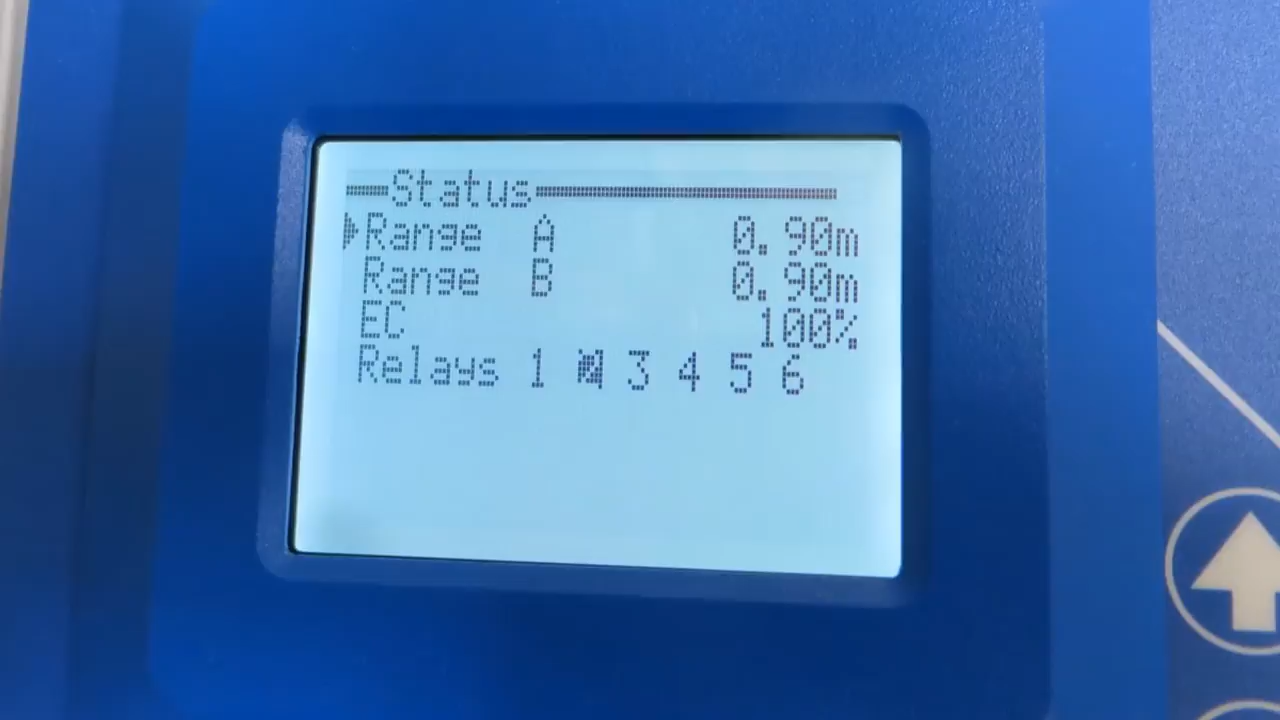 Status
Range A 0.90m
Range B 0.90m
EC 100%
Relays 1 3 4 5 6